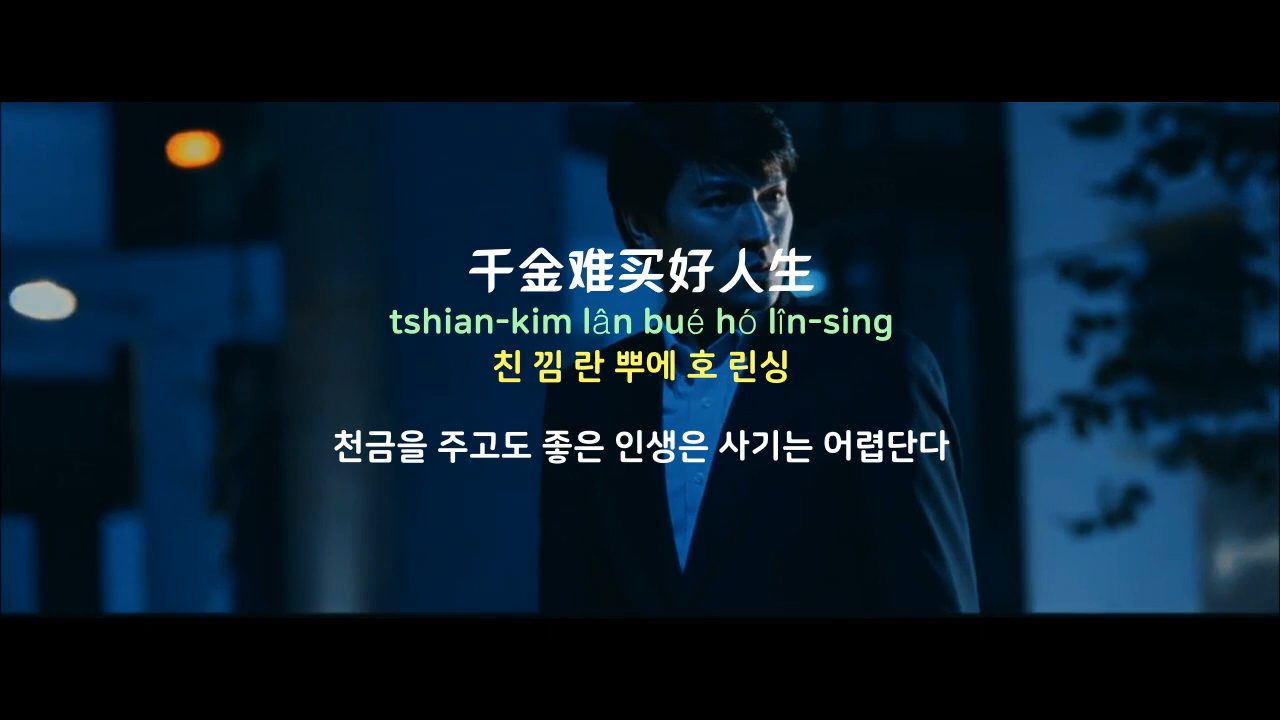 千金难买好人生
tshian-kim lân bué hó lîn-sing
친 낌 란 뿌에 호 린싱
천금을 주고도 좋은 인생은 사기는 어렵단다